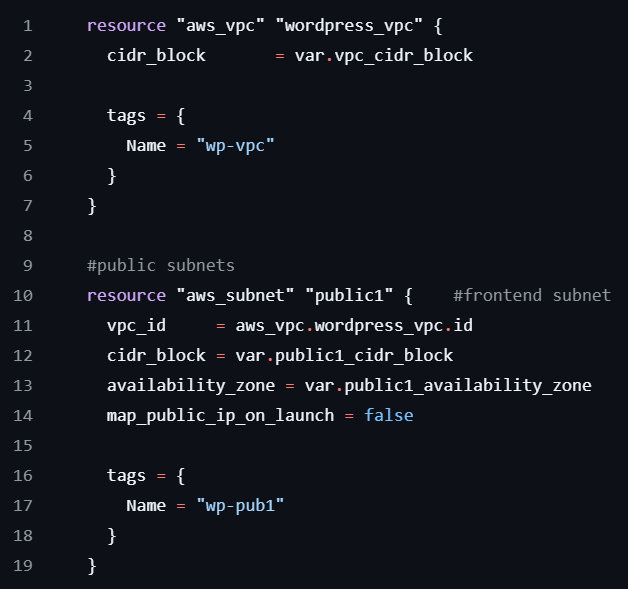 1 resource "aws_vpc" "wordpress_vpc" {
2   cidr_block       = var.vpc_cidr_block
3
4   tags = {
5     Name = "wp-vpc"
6   }
7 }
8
9 #public subnets
10 resource "aws_subnet" "public1" {    #frontend subnet
11   vpc_id     = aws_vpc.wordpress_vpc.id
12   cidr_block = var.public1_cidr_block
13   availability_zone = var.public1_availability_zone
14   map_public_ip_on_launch = false
15
16   tags = {
17     Name = "wp-pub1"
18   }
19 }